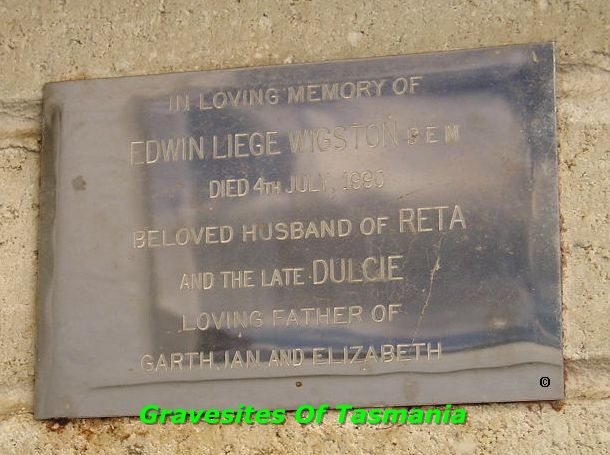 IN LOVING MEMORY OF
EDWIN LIEGE WIGSTON B E M
DIED 4TH JULY, 1990
BELOVED HUSBAND OF RETA
AND THE LATE DULCIE
LOVING FATHER OF
GARTH, IAN AND ELIZABETH
©
Gravesites Of Tasmania